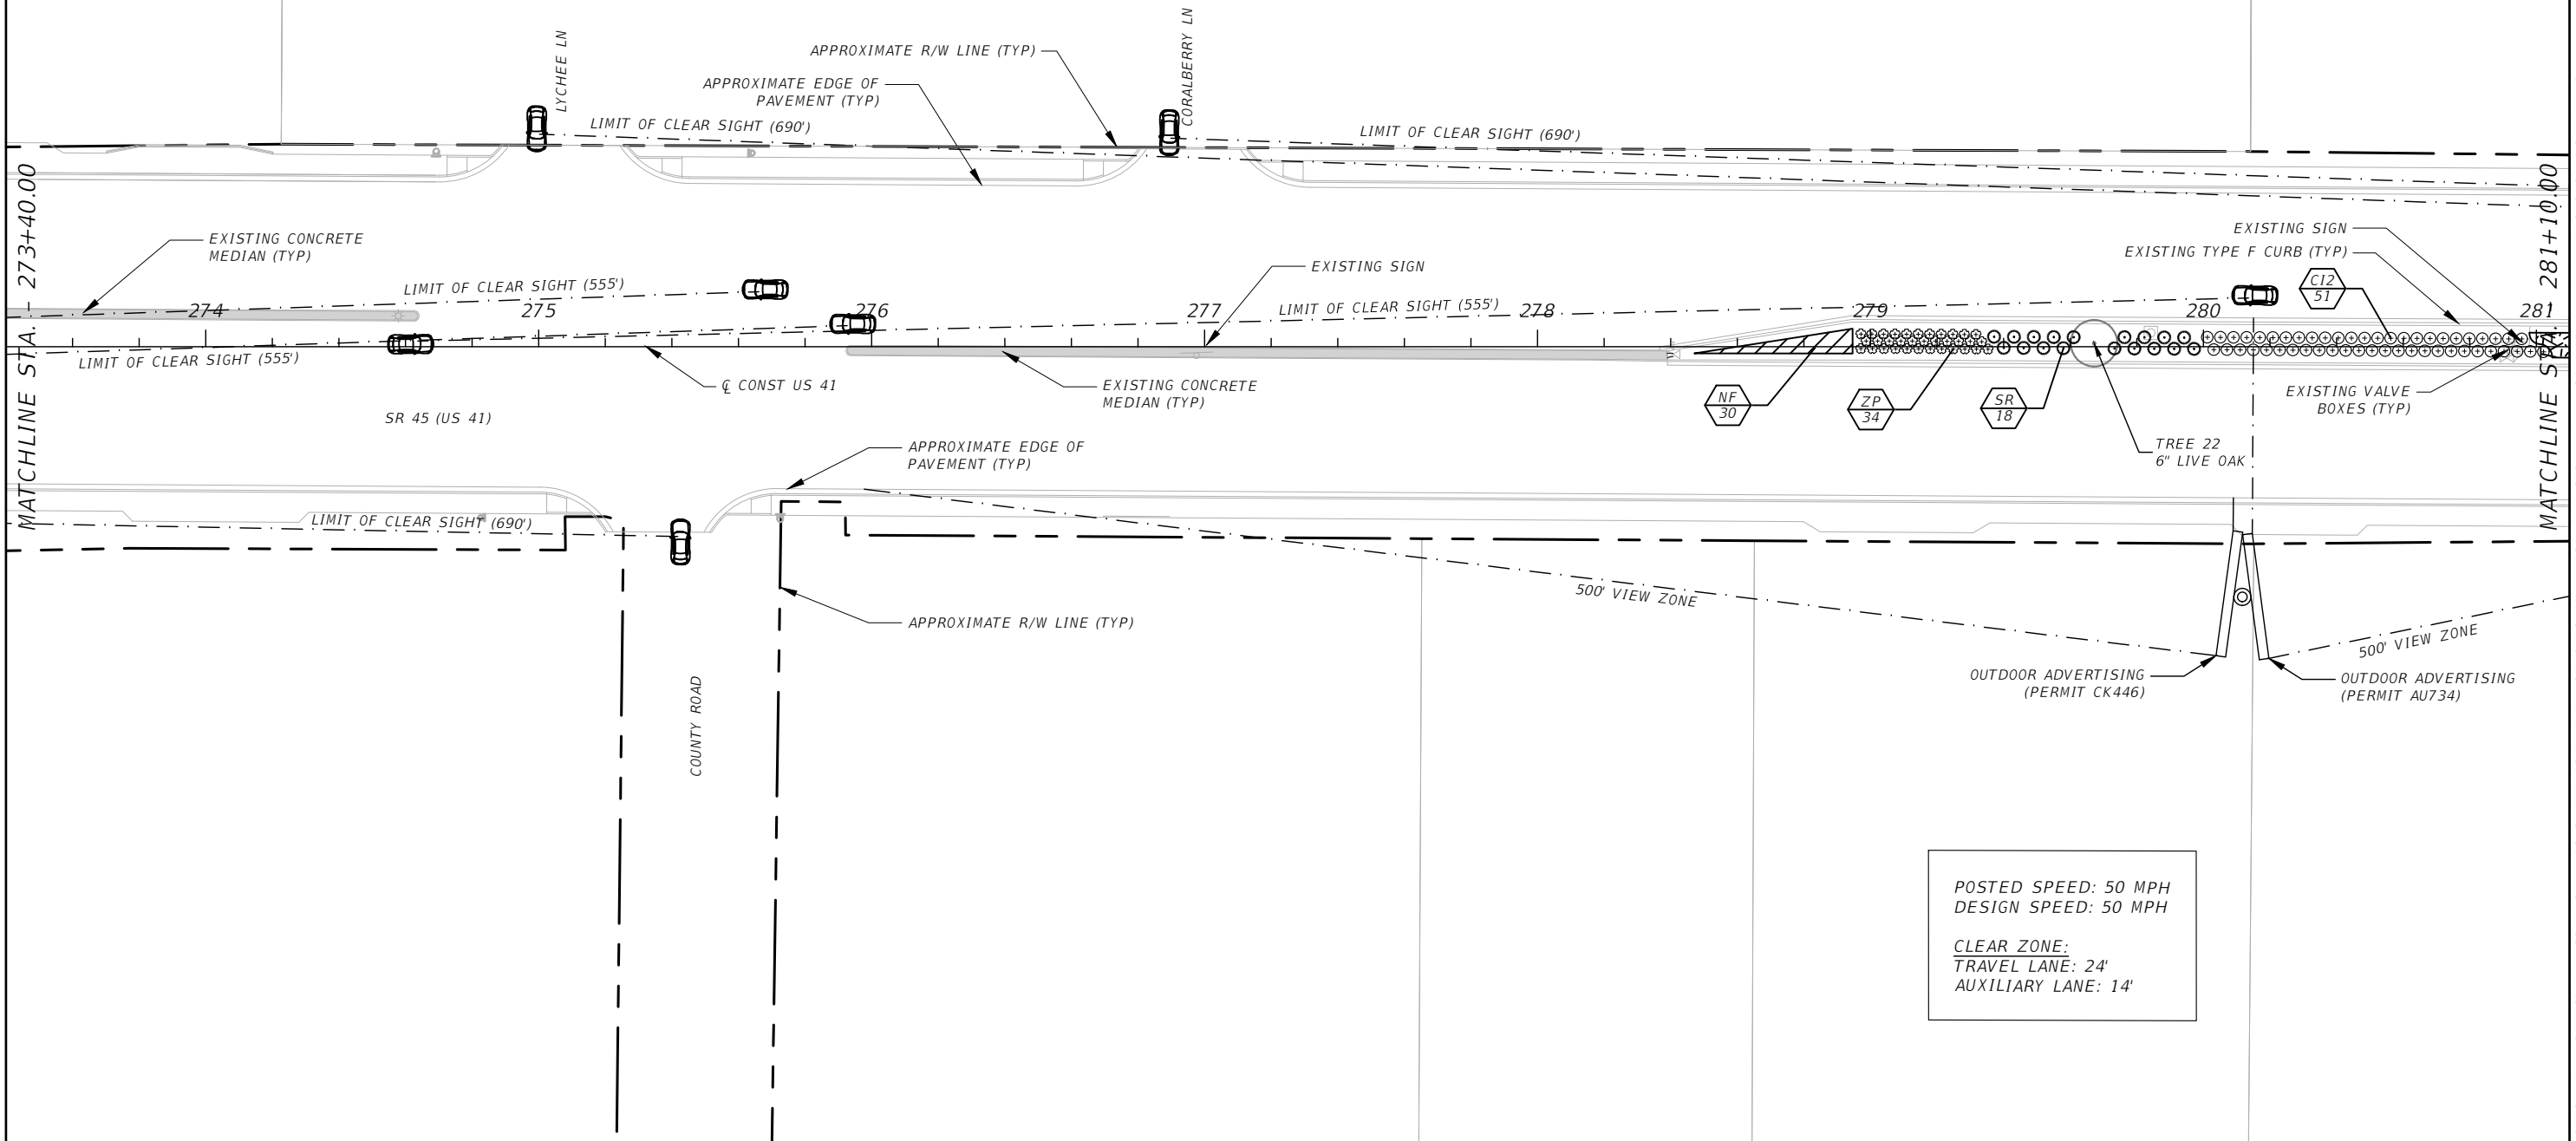 LYCHEE LN
CORALBERRY LN
APPROXIMATE R/W LINE (TYP)
APPROXIMATE EDGE OF
PAVEMENT (TYP)
LIMIT OF CLEAR SIGHT (690')
LIMIT OF CLEAR SIGHT (690')
MATCHLINE STA. - 273+40.00
EXISTING CONCRETE
MEDIAN (TYP)
LIMIT OF CLEAR SIGHT (555')
EXISTING SIGN
LIMIT OF CLEAR SIGHT (555')
EXISTING SIGN
EXISTING TYPE F CURB (TYP)
CI2
51
274
275
276
277
278
279
280
281
MATCHLINE STA. - 281+10.00
LIMIT OF CLEAR SIGHT (555')
℄ CONST US 41
EXISTING CONCRETE
MEDIAN (TYP)
NF
30
ZP
34
SR
18
EXISTING VALVE
BOXES (TYP)
SR 45 (US 41)
TREE 22
6" LIVE OAK
APPROXIMATE EDGE OF
PAVEMENT (TYP)
LIMIT OF CLEAR SIGHT (690')
500' VIEW ZONE
APPROXIMATE R/W LINE (TYP)
500' VIEW ZONE
COUNTY ROAD
OUTDOOR ADVERTISING
(PERMIT CK446)
OUTDOOR ADVERTISING
(PERMIT AU734)
POSTED SPEED: 50 MPH
DESIGN SPEED: 50 MPH
CLEAR ZONE:
TRAVEL LANE: 24'
AUXILIARY LANE: 14'